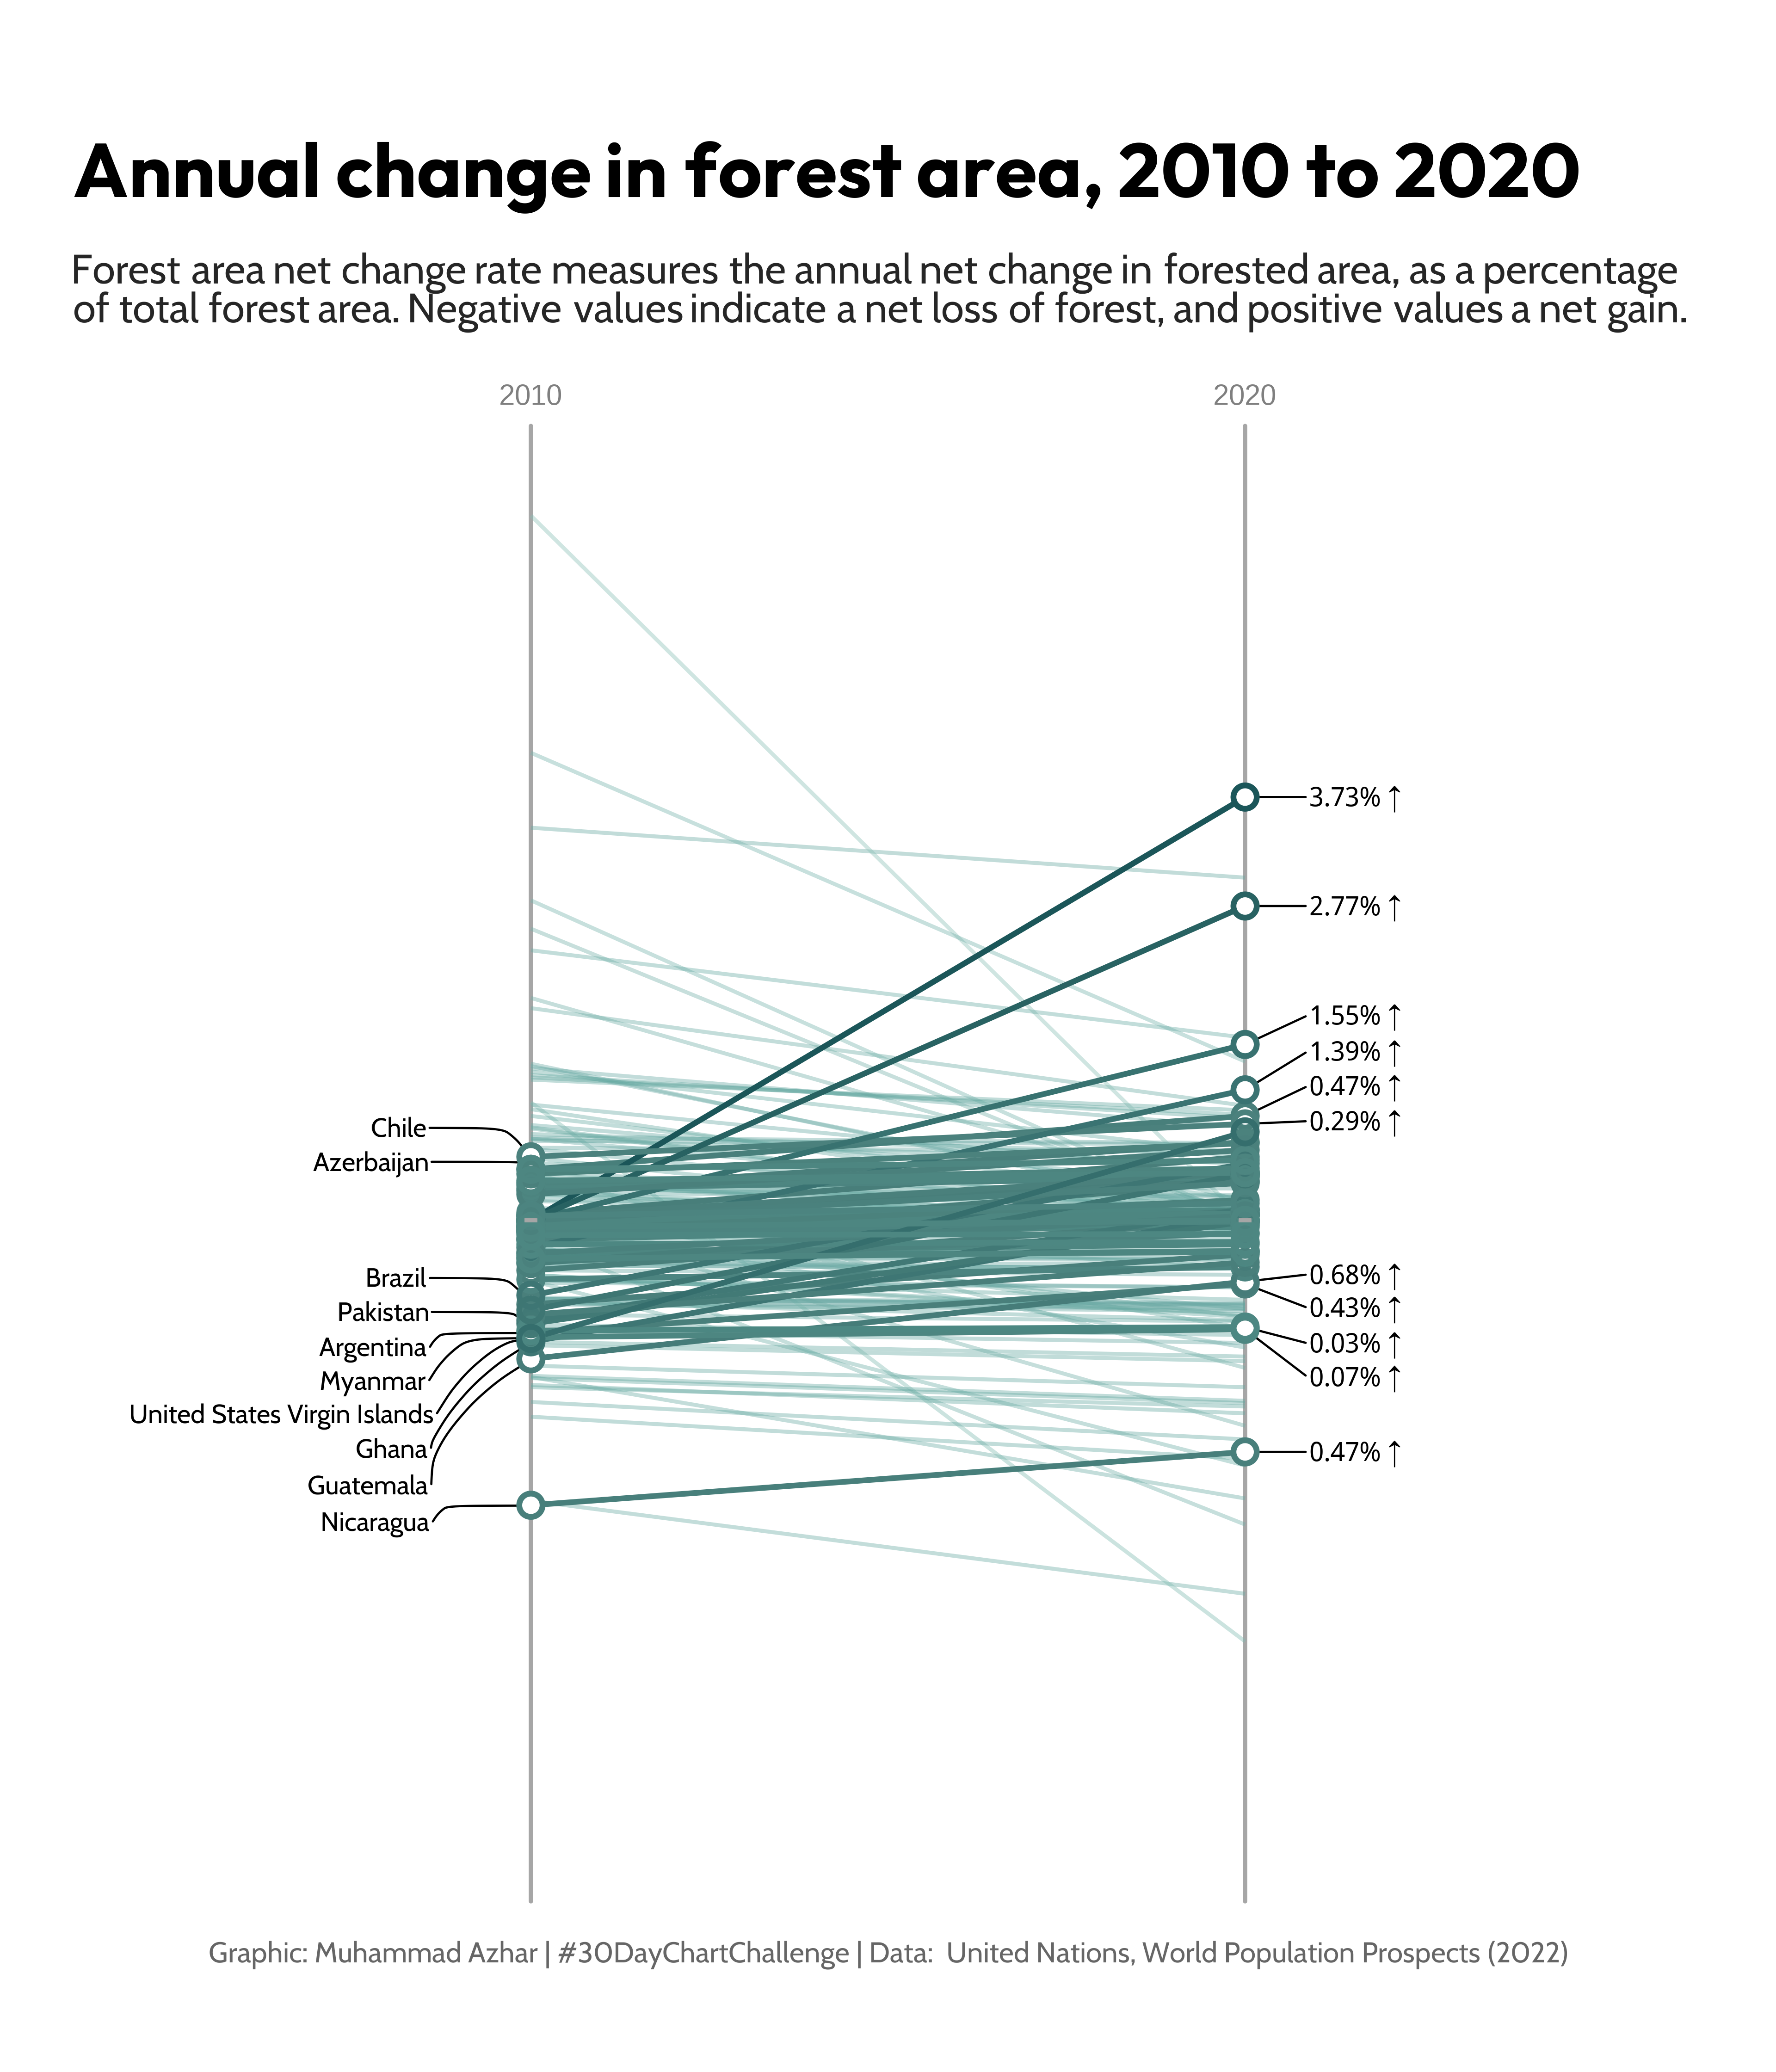 Annual change in forest area, 2010 to 2020
Forest area net change rate measures the annual net change in forested area, as a percentage
of total forest area. Negative values indicate a net loss of forest, and positive values a net gain.
2010
2020
3.73% ↑
2.77% ↑
1.55% ↑
1.39% ↑
0.47% ↑
0.29% ↑
Chile
Azerbaijan
Brazil
Pakistan
Argentina
Myanmar
United States Virgin Islands
Ghana
Guatemala
Nicaragua
0.68% ↑
0.43% ↑
0.03% ↑
0.07% ↑
0.47% ↑
Graphic: Muhammad Azhar | #30DayChartChallenge | Data: United Nations, World Population Prospects (2022)